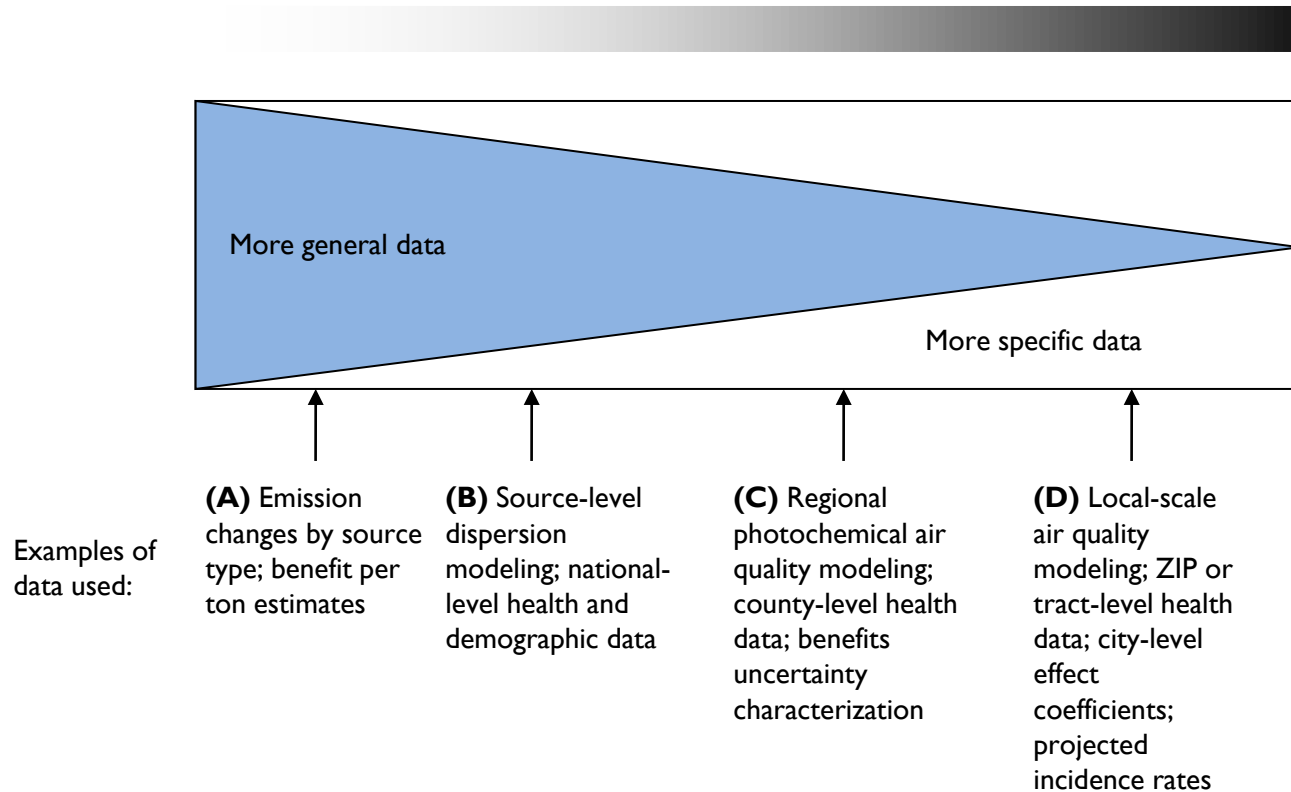 More general data
More specific data
Examples of
data used:
(A) Emission
changes by source
type; benefit per
ton estimates
(B) Source-level
dispersion
modeling; national-
level health and
demographic data
(C) Regional
photochemical air
quality modeling;
county-level health
data; benefits
uncertainty
characterization
(D) Local-scale
air quality
modeling; ZIP or
tract-level health
data; city-level
effect
coefficients;
projected
incidence rates